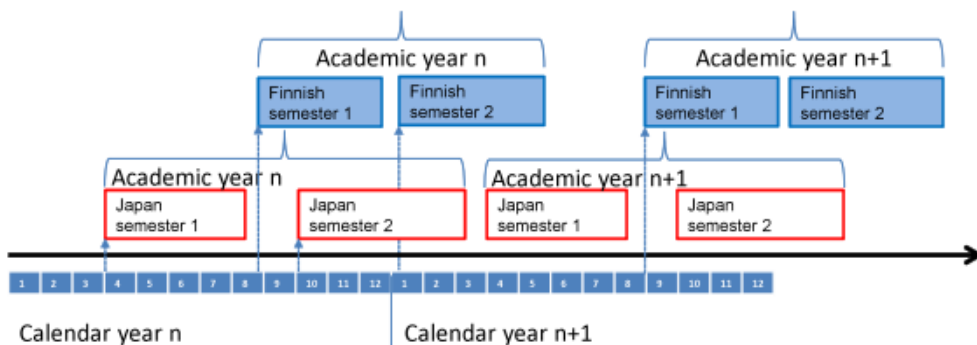 Academic year n
Academic year n+1
Finnish
semester 1
Finnish
semester 2
Finnish
semester 1
Finnish
semester 2
Academic year n
Academic year n+1
Japan
semester 1
Japan
semester 2
Japan
semester 1
Japan
semester 2
1 2 3 4 5 6 7 8 9 10 11 12 1 2 3 4 5 6 7 8 9 10 11 12
Calendar year n
Calendar year n+1